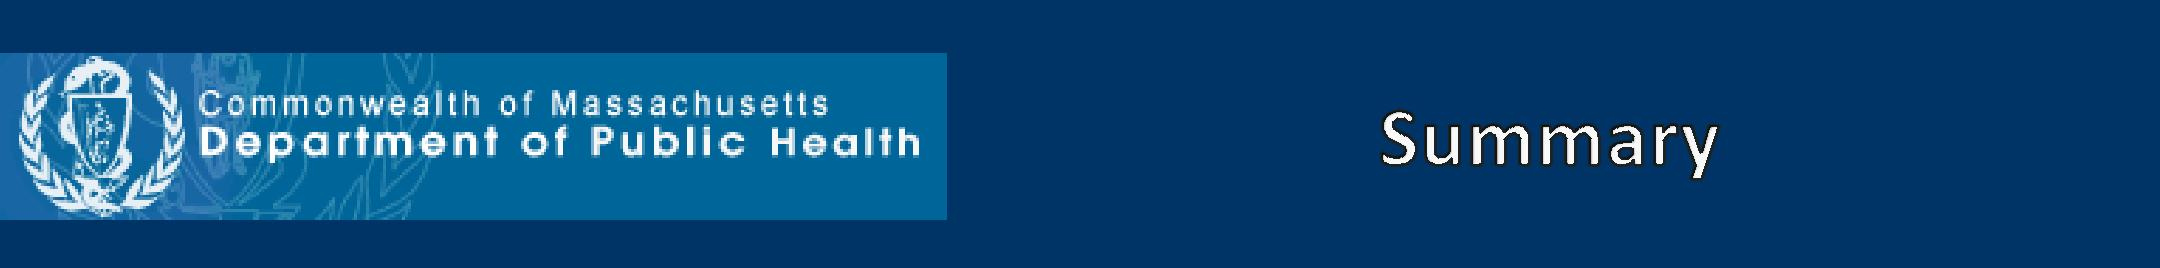 Commonwealth of Massachusetts
Department of Public Health
Summary